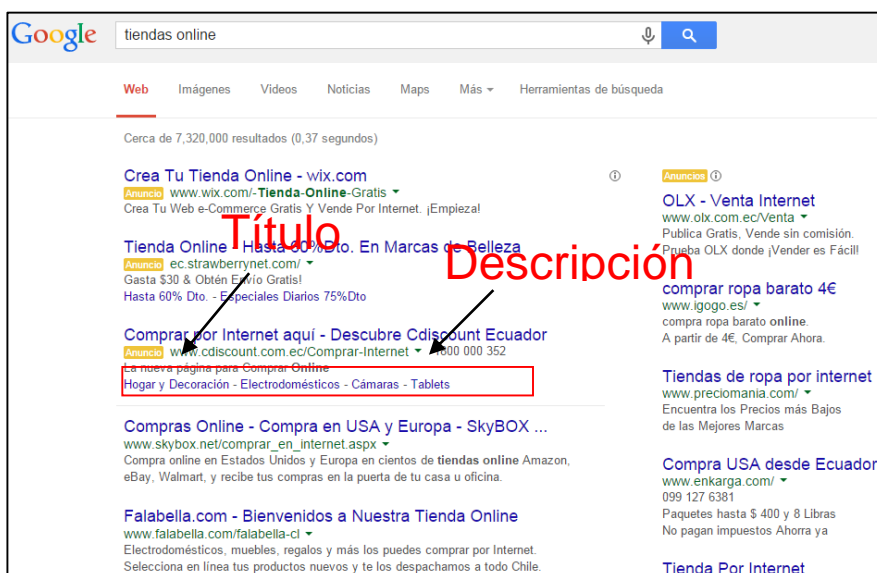 Google
tiendas online
Web Imágenes Videos Noticias Maps Más Herramientas de búsqueda
Cerca de 7,320,000 resultados (0,37 segundos)
Crea Tu Tienda Online - wix.com
Anuncio www.wix.com/-Tienda-Online-Gratis
Crea Tu Web e-Commerce Gratis Y Vende Por Internet. ¡Empieza!
Título
Tienda Online - Hasta 60%Dto. En Marcas de Belleza
Anuncio ec.strawberrynet.com/
Gasta $30 & Obtén Envío Gratis!
Hasta 60% Dto. - Especiales Diarios 75%Dto
Descripción
Comprar por Internet aquí - Descubre Cdiscount Ecuador
Anuncio www.cdiscount.com.ec/Comprar-Internet 1800 000 352
La nueva página para Comprar Online
Hogar y Decoración - Electrodomésticos - Cámaras - Tablets
Compras Online - Compra en USA y Europa - SkyBOX ...
www.skybox.net/comprar_en_internet.aspx
Compra online en Estados Unidos y Europa en cientos de tiendas online Amazon,
eBay, Walmart, y recibe tus compras en la puerta de tu casa u oficina.
Falabella.com - Bienvenidos a Nuestra Tienda Online
www.falabella.com/falabella-cl
Electrodomésticos, muebles, regalos y más los puedes comprar por Internet.
Selecciona en línea tus productos nuevos y te los despachamos a todo Chile.
Anuncios
OLX - Venta Internet
www.olx.com.ec/Venta
Publica Gratis, Vende sin comisión.
Prueba OLX donde ¡Vender es Fácil!
comprar ropa barato 4€
www.igogo.es/
compra ropa barato online.
A partir de 4€, Comprar Ahora.
Tiendas de ropa por internet
www.preciomania.com/
Encuentra los Precios más Bajos
de las Mejores Marcas
Compra USA desde Ecuador
www.enkarga.com/
099 127 6381
Paquetes hasta $ 400 y 8 Libras
No pagan impuestos Ahorra ya
Tienda Por Internet